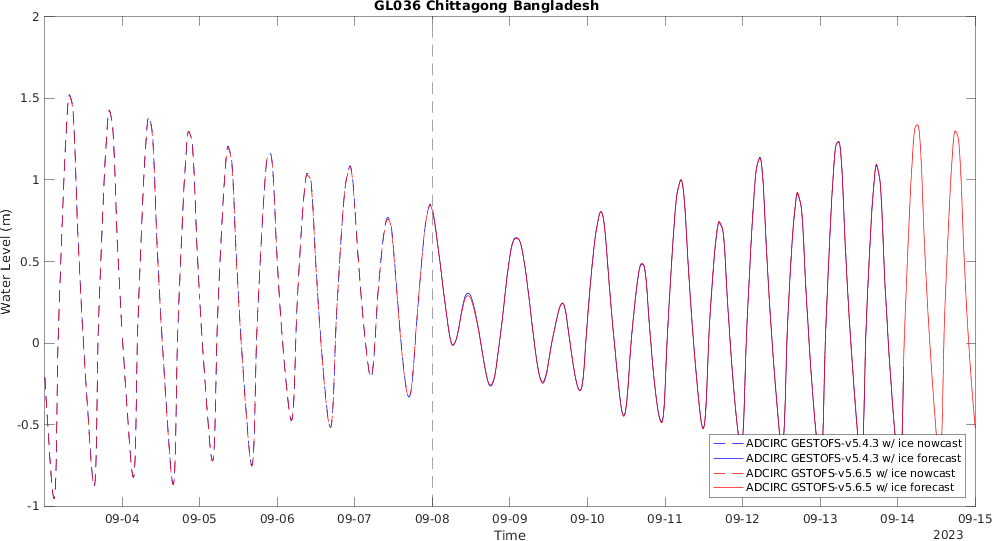 GL036 Chittagong Bangladesh
2
1.5
1
0.5
0
-0.5
-1
Water Level (m)
09-04 09-05 09-06 09-07 09-08 09-09 09-10 09-11 09-12 09-13 09-14 09-15
Time
2023
ADCIRC GESTOFS-v5.4.3 w/ ice nowcast
ADCIRC GESTOFS-v5.4.3 w/ ice forecast
ADCIRC GSTOFS-v5.6.5 w/ ice nowcast
ADCIRC GSTOFS-v5.6.5 w/ ice forecast